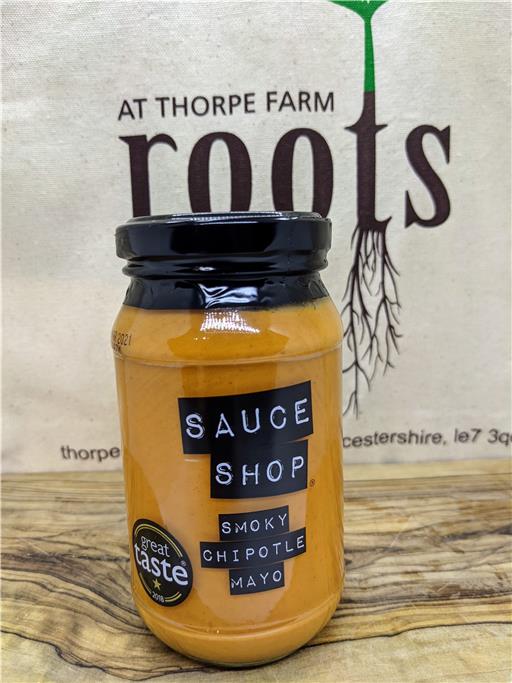 AT THORPE FARM
roots
thorpe
cestershire, le7 3q
2021
SAUCE
SHOP®
SMOKY
CHIPOTLE
MAYO
great
taste®
2018